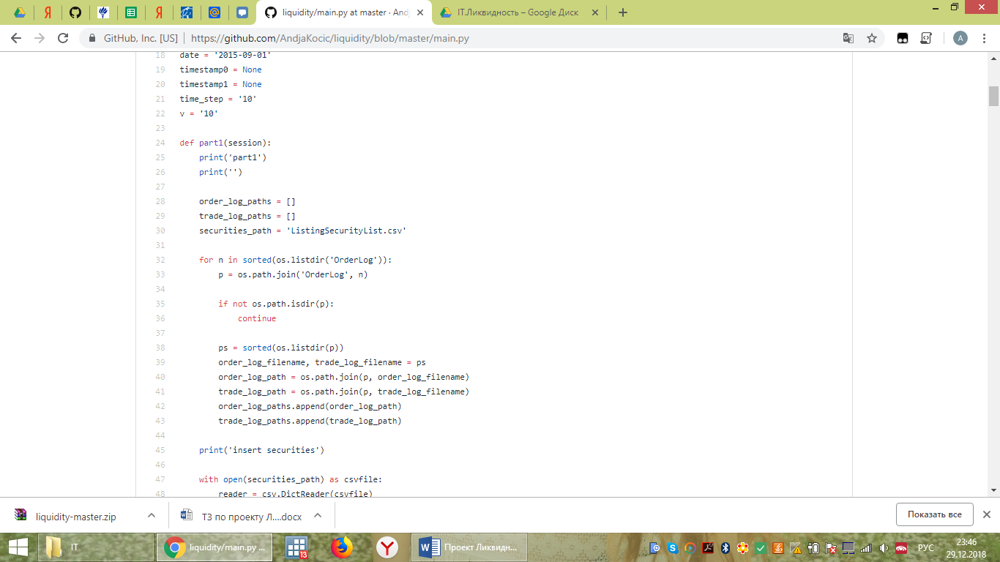 liquidity/main.py at master · And
IT.Ликвидность – Google Диск
GitHub, Inc. [US]
https://github.com/AndjaKocic/liquidity/blob/master/main.py
A
18 date = '2015-09-01'
19 timestamp0 = None
20 timestamp1 = None
21 time_step = '10'
22 v = '10'
23
24 def part1(session):
25     print('part1')
26     print('')
27
28     order_log_paths = []
29     trade_log_paths = []
30     securities_path = 'ListingSecurityList.csv'
31
32     for n in sorted(os.listdir('OrderLog')):
33         p = os.path.join('OrderLog', n)
34
35         if not os.path.isdir(p):
36             continue
37
38         ps = sorted(os.listdir(p))
39         order_log_filename, trade_log_filename = ps
40         order_log_path = os.path.join(p, order_log_filename)
41         trade_log_path = os.path.join(p, trade_log_filename)
42         order_log_paths.append(order_log_path)
43         trade_log_paths.append(trade_log_path)
44
45     print('insert securities')
46
47     with open(securities_path) as csvfile:
48         reader = csv.DictReader(csvfile)
liquidity-master.zip
ТЗ по проекту Л....docx
Показать все
IT
liquidity/main.py ...
13
Проект Ликвидн...
РУС
23:46
29.12.2018